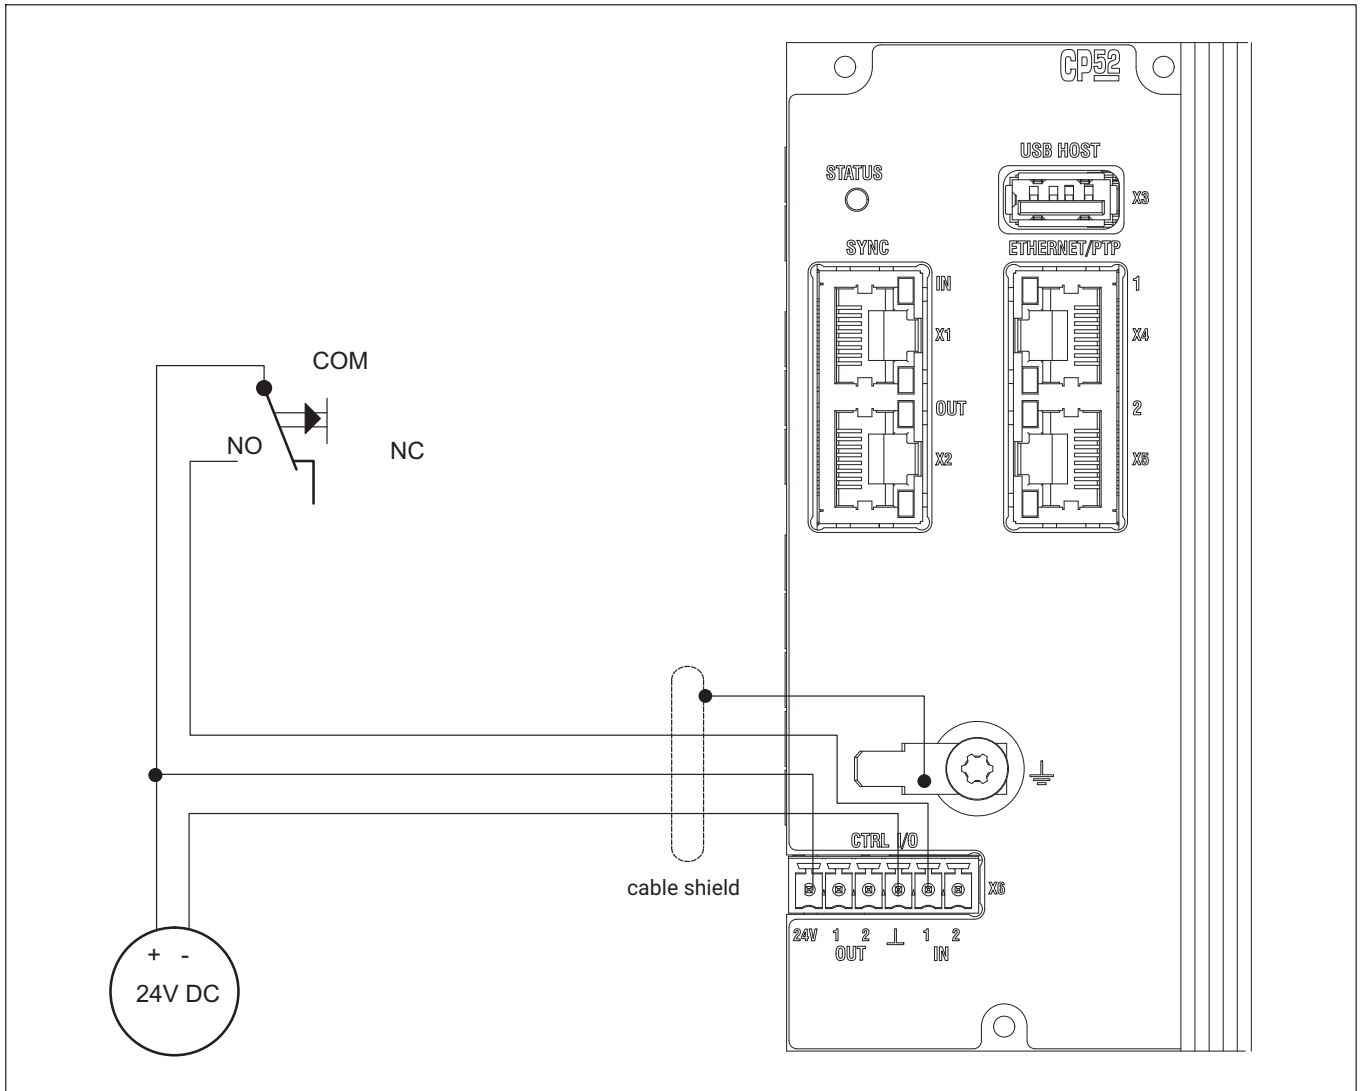 CP52
USB HOST
STATUS
X3
SYNC
ETHERNET/PTP
IN
1
X1
X4
COM
OUT
2
NO
NC
X2
X5
CTRL I/O
cable shield
X6
24V 1 2 ⊥ 1 2
OUT IN
+ -
24V DC